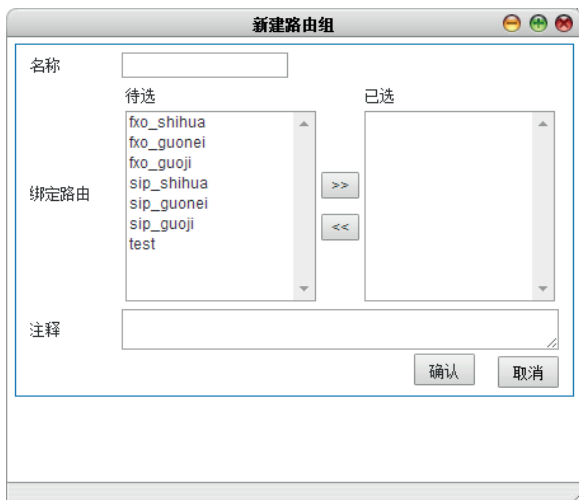 新建路由组
名称
待选
已选
绑定路由
fxo_shihua
fxo_guonei
fxo_guoji
sip_shihua
sip_guonei
sip_guoji
test
>>
<<
注释
确认
取消